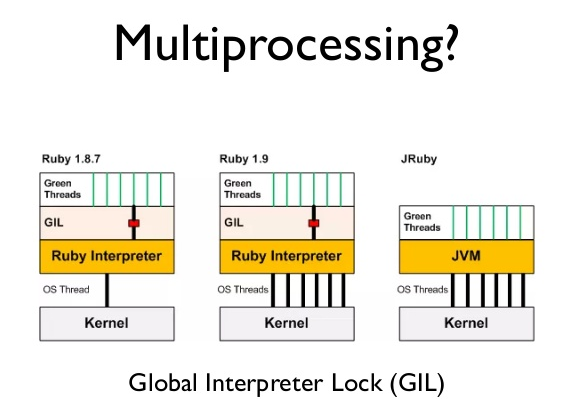 Multiprocessing?
Ruby 1.8.7
Green
Threads
GIL
Ruby Interpreter
OS Thread
Kernel
Ruby 1.9
Green
Threads
GIL
Ruby Interpreter
OS Threads
Kernel
JRuby
Green
Threads
JVM
OS Threads
Kernel
Global Interpreter Lock (GIL)